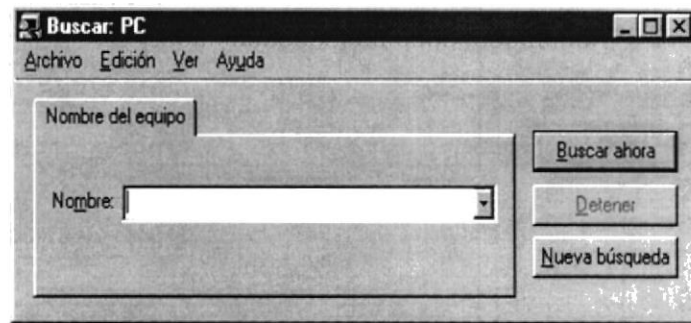 Buscar: PC
Archivo Edición Ver Ayuda
Nombre del equipo
Nombre:
Buscar ahora
Detener
Nueva búsqueda